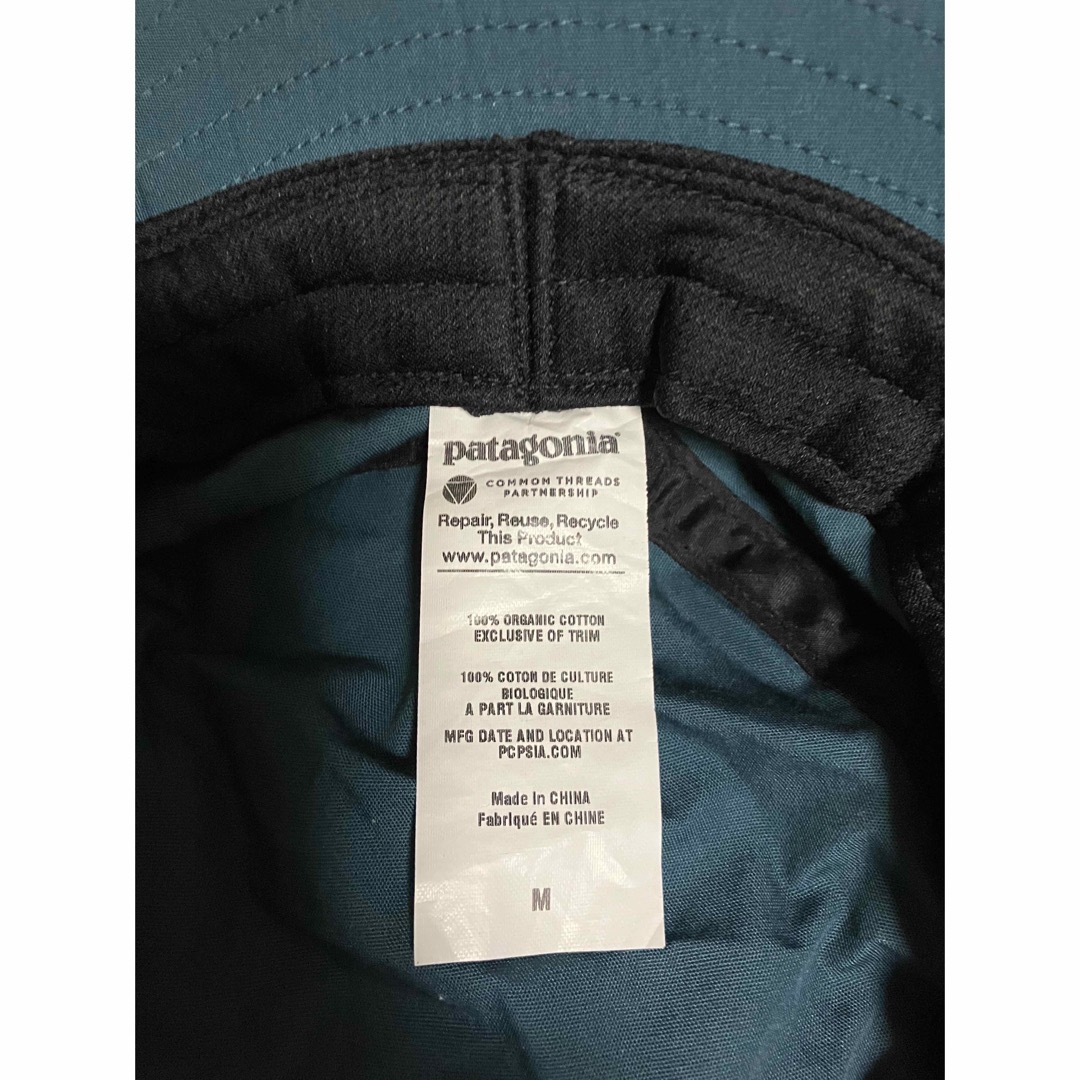 patagonia
COMMON THREADS
PARTNERSHIP
Repair, Reuse, Recycle
This Product
www.patagonia.com
100% ORGANIC COTTON
EXCLUSIVE OF TRIM
100% COTON DE CULTURE
BIOLOGIQUE
A PART LA GARNITURE
MFG DATE AND LOCATION AT
PCPSIA.COM
Made in CHINA
Fabriqué EN CHINE
M